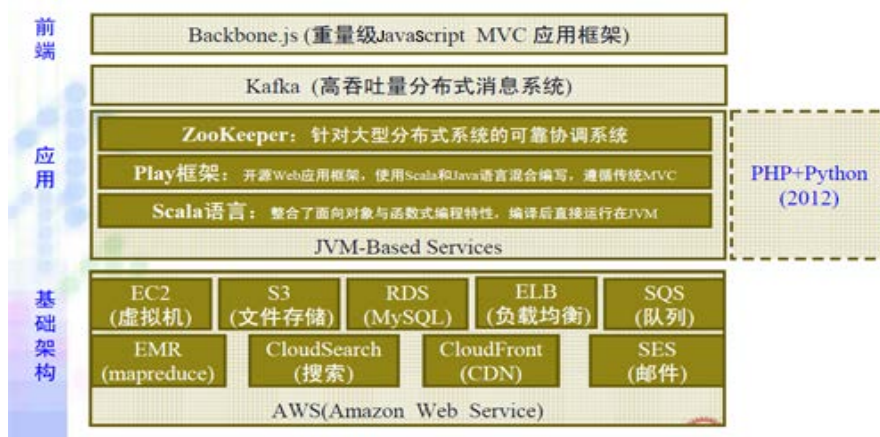 前端
Backbone.js (重量级JavaScript MVC 应用框架)
Kafka (高吞吐量分布式消息系统)
应用
ZooKeeper：针对大型分布式系统的可靠协调系统
Play框架：开源Web应用框架，使用Scala和Java语言混合编写，遵循传统MVC
Scala语言：整合了面向对象与函数式编程特性，编译后直接运行在JVM
JVM-Based Services
PHP+Python
(2012)
基础架构
EC2
(虚拟机)
S3
(文件存储)
RDS
(MySQL)
ELB
(负载均衡)
SQS
(队列)
EMR
(mapreduce)
CloudSearch
(搜索)
CloudFront
(CDN)
SES
(邮件)
AWS(Amazon Web Service)